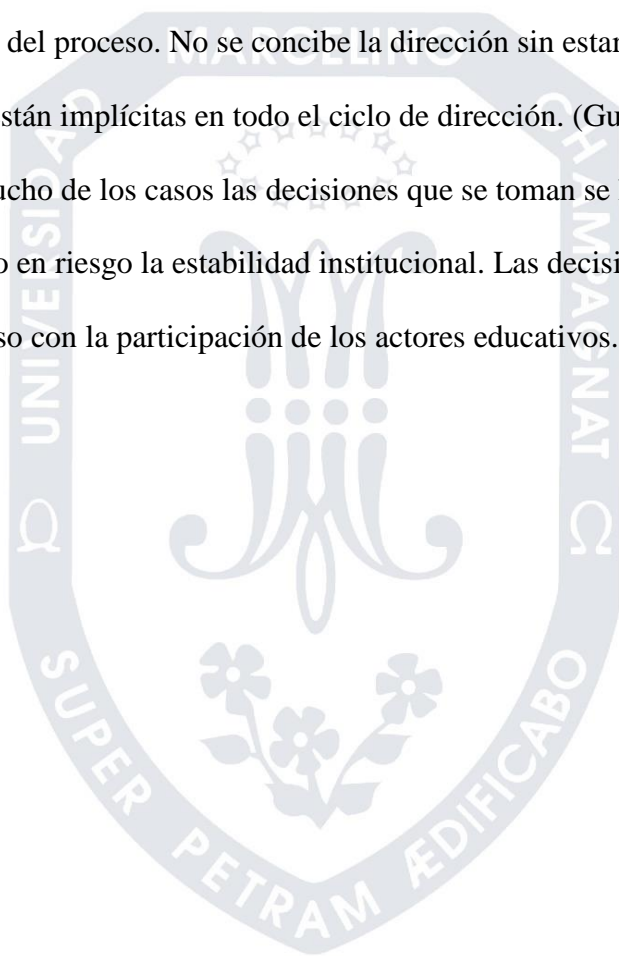 del proceso. No se concibe la dirección sin estar
están implícitas en todo el ciclo de dirección. (Gu
ucho de los casos las decisiones que se toman se
o en riesgo la estabilidad institucional. Las decisi
so con la participación de los actores educativos.
UNIVERSIDAD MARCELINO CHAMPAGNAT
Ω Ω
SUPER PETRAM ÆDIFICABO